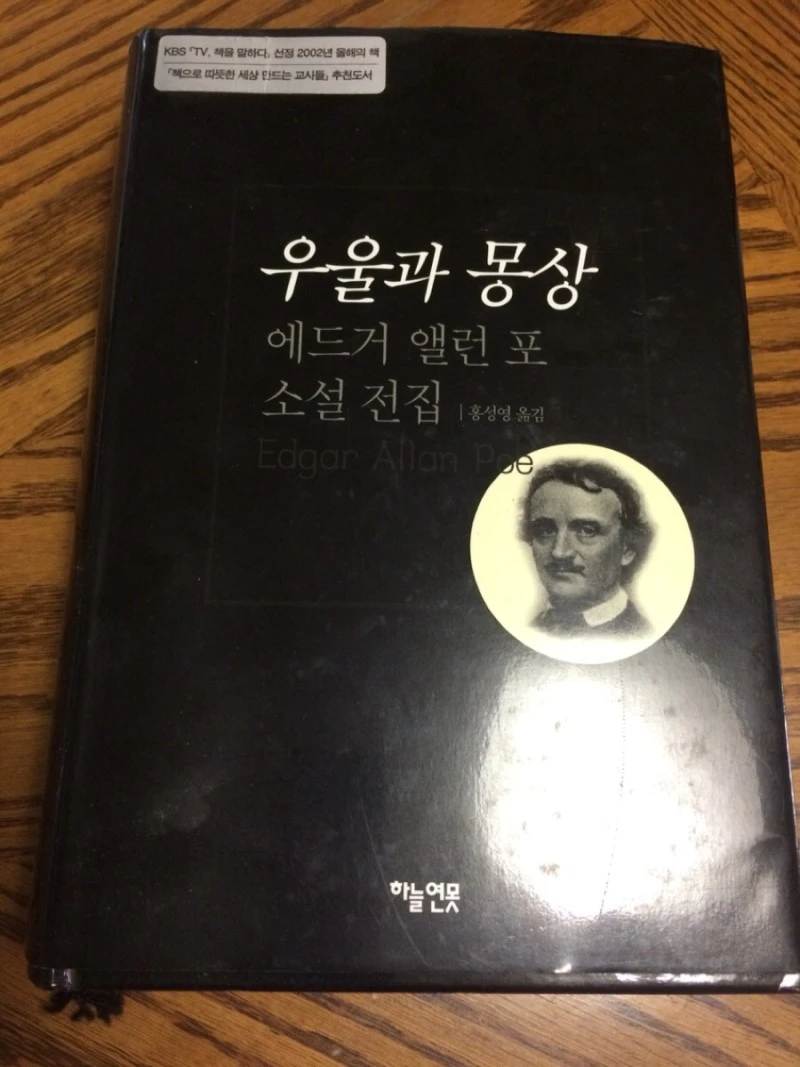 KBS 「TV, 책을 말하다」 선정 2002년 올해의 책
「책으로 따뜻한 세상 만드는 교사들」 추천도서
우울과 몽상
에드거 앨런 포
소설 전집 | 홍성영 옮김
Edgar Allan Poe
하늘연못